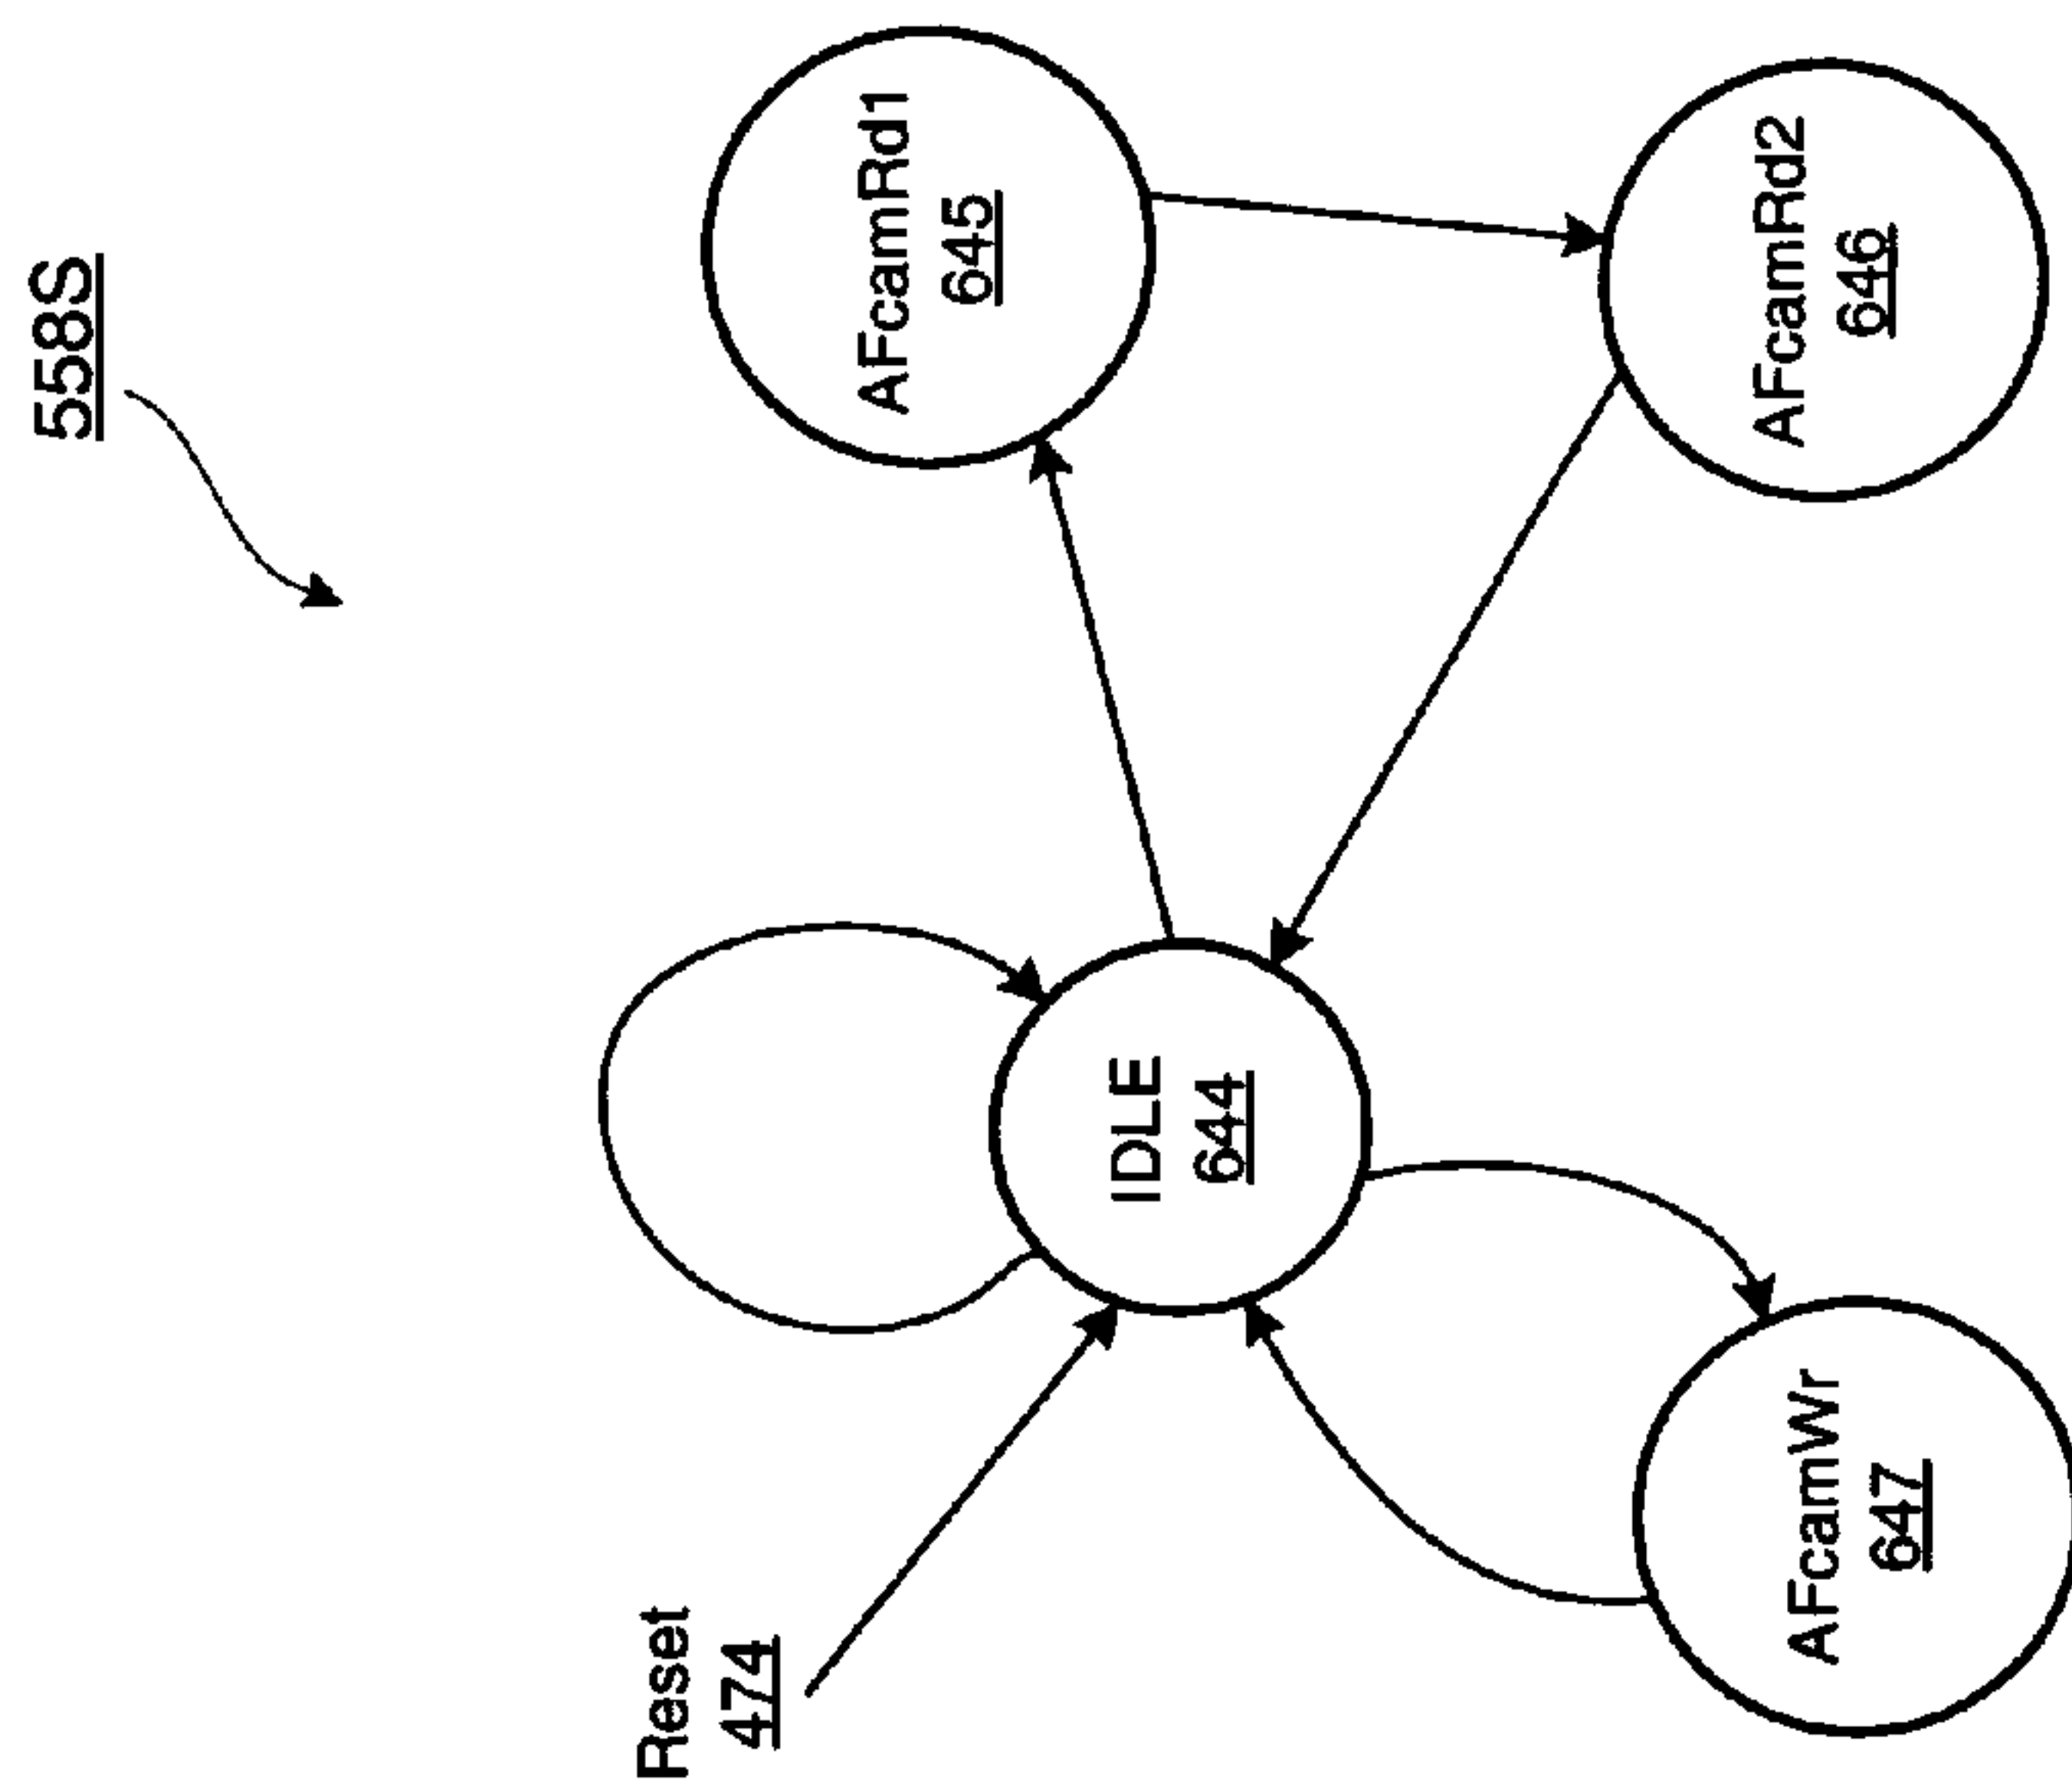 558S
Reset
474
IDLE
644
AFcamRd1
645
AFcamWr
647
AFcamRd2
646